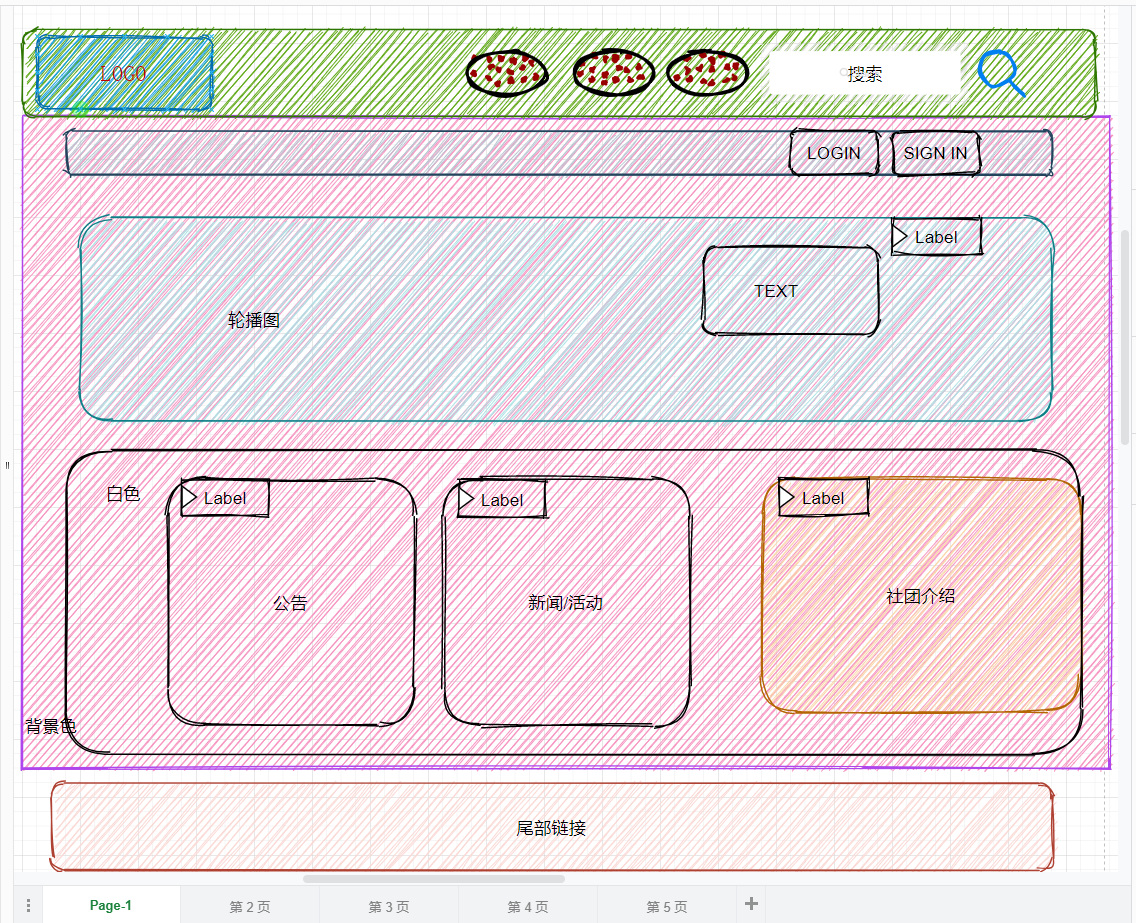 LOGO
搜索
LOGIN
SIGN IN
Label
TEXT
轮播图
白色
Label
Label
Label
公告
新闻/活动
社团介绍
背景色
尾部链接
Page-1
第 2 页
第 3 页
第 4 页
第 5 页